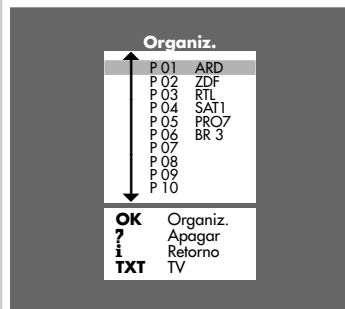 Organiz.
P 01 ARD
P 02 ZDF
P 03 RTL
P 04 SAT1
P 05 PRO7
P 06 BR 3
P 07
P 08
P 09
P 10
OK Organiz.
? Apagar
i Retorno
TXT TV